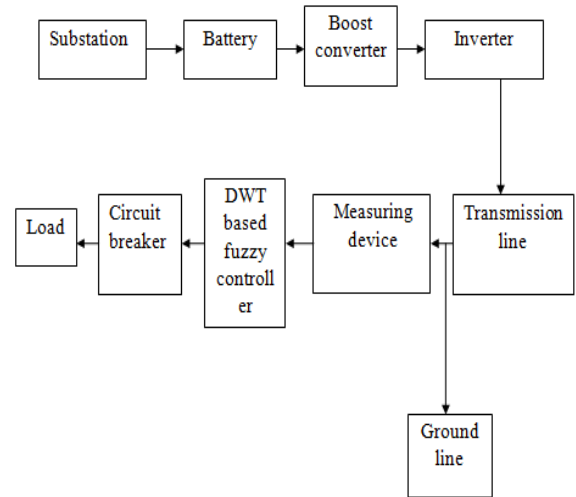 Substation
Battery
Boost
converter
Inverter
Load
Circuit
breaker
DWT
based
fuzzy
controll
er
Measuring
device
Transmission
line
Ground
line